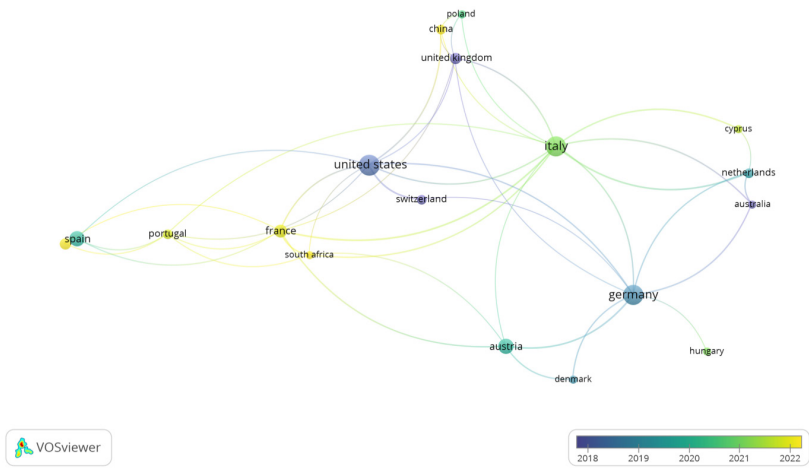 poland
china
united kingdom
cyprus
italy
united states
netherlands
switzerland
australia
portugal
france
spain
south africa
germany
austria
hungary
denmark
VOSviewer
2018 2019 2020 2021 2022